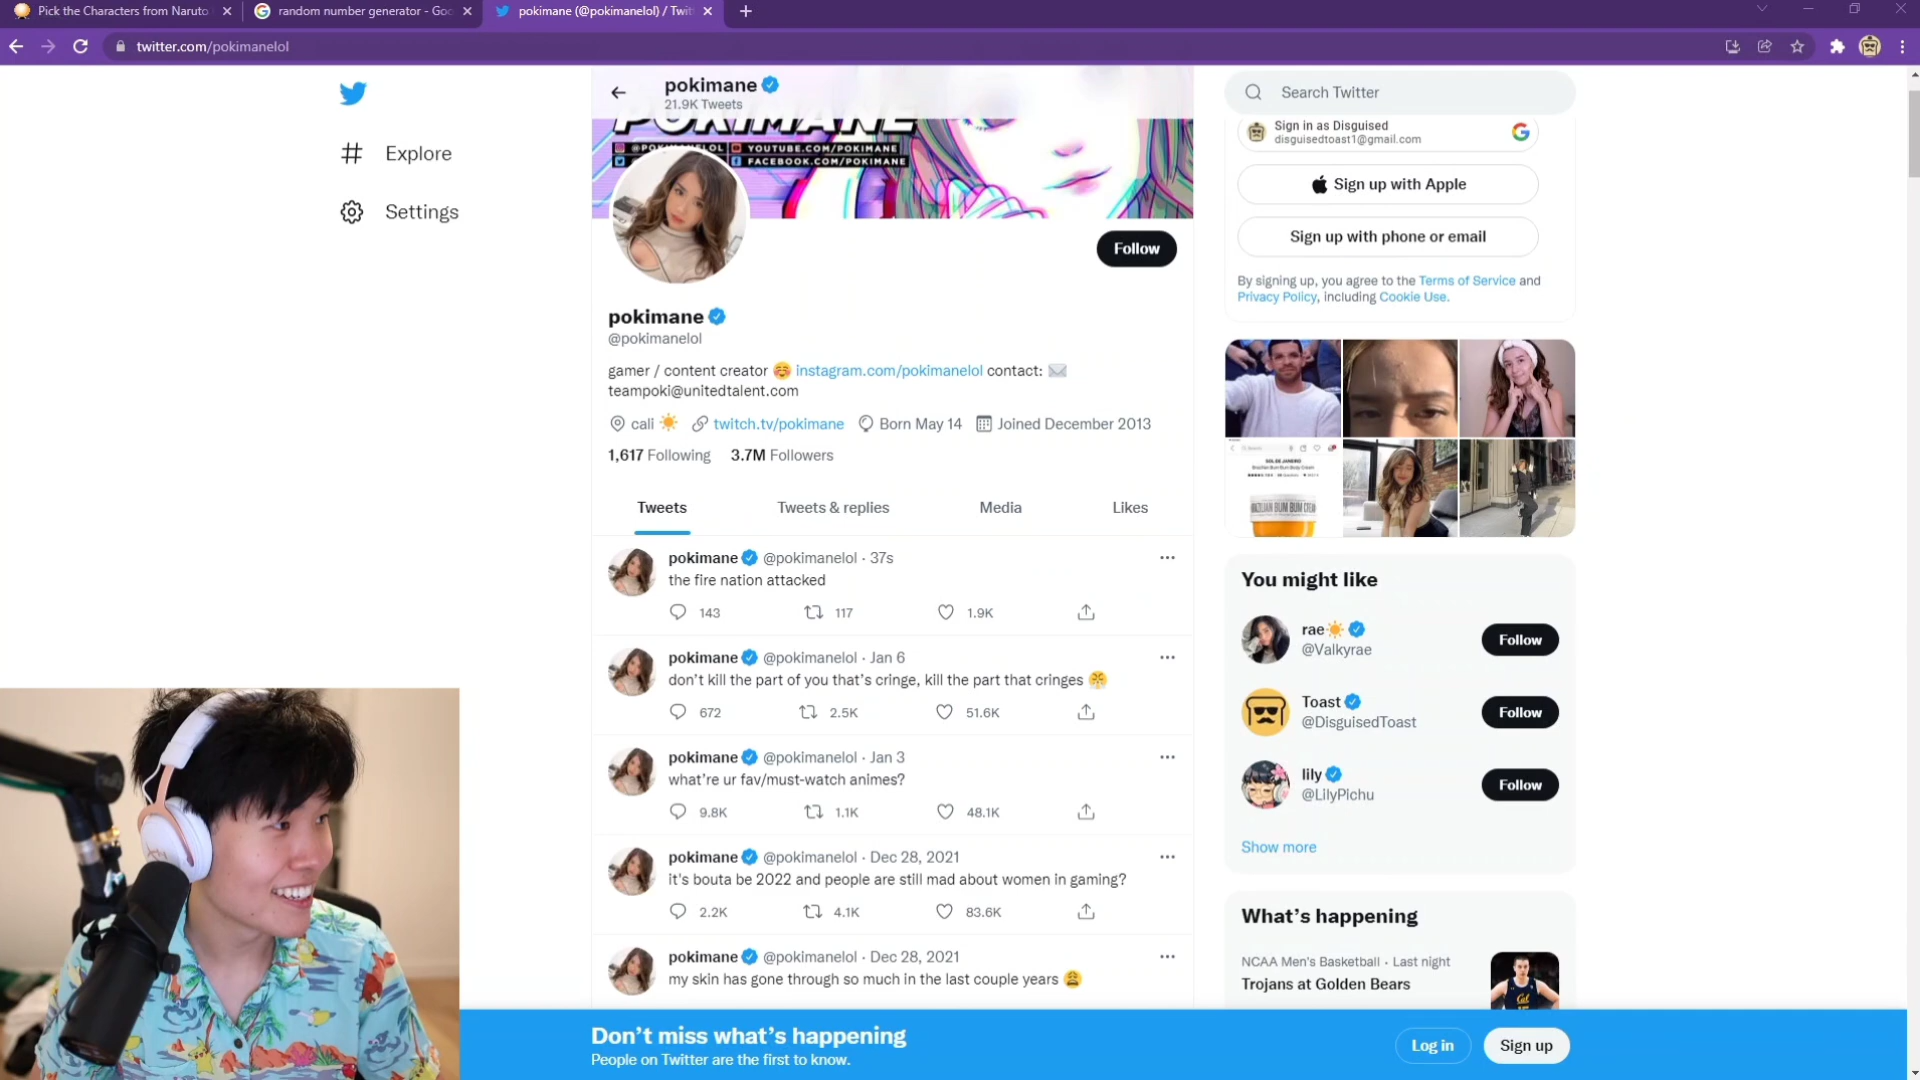 Pick the Characters from Naruto
random number generator - Goo
pokimane (@pokimanelol) / Twit
twitter.com/pokimanelol
Explore
Settings
pokimane
21.9K Tweets
POKIMANE
YOUTUBE.COM/POKIMANE
FACEBOOK.COM/POKIMANE
Follow
pokimane
@pokimanelol
gamer / content creator 🥰 instagram.com/pokimanelol contact: ✉️
teampoki@unitedtalent.com
cali ☀️ twitch.tv/pokimane Born May 14 Joined December 2013
1,617 Following 3.7M Followers
Tweets Tweets & replies Media Likes
pokimane @pokimanelol · 37s
the fire nation attacked
143 117 1.9K
pokimane @pokimanelol · Jan 6
don’t kill the part of you that’s cringe, kill the part that cringes 😤
672 2.5K 51.6K
pokimane @pokimanelol · Jan 3
what’re ur fav/must-watch animes?
9.8K 1.1K 48.1K
pokimane @pokimanelol · Dec 28, 2021
it's bouta be 2022 and people are still mad about women in gaming?
2.2K 4.1K 83.6K
pokimane @pokimanelol · Dec 28, 2021
my skin has gone through so much in the last couple years 😩
Search Twitter
Sign in as Disguised
disguisedtoast1@gmail.com
Sign up with Apple
Sign up with phone or email
By signing up, you agree to the Terms of Service and
Privacy Policy, including Cookie Use.
You might like
rae☀️
@Valkyrae
Follow
Toast
@DisguisedToast
Follow
lily
@LilyPichu
Follow
Show more
What’s happening
NCAA Men's Basketball · Last night
Trojans at Golden Bears
Don’t miss what’s happening
People on Twitter are the first to know.
Log in
Sign up